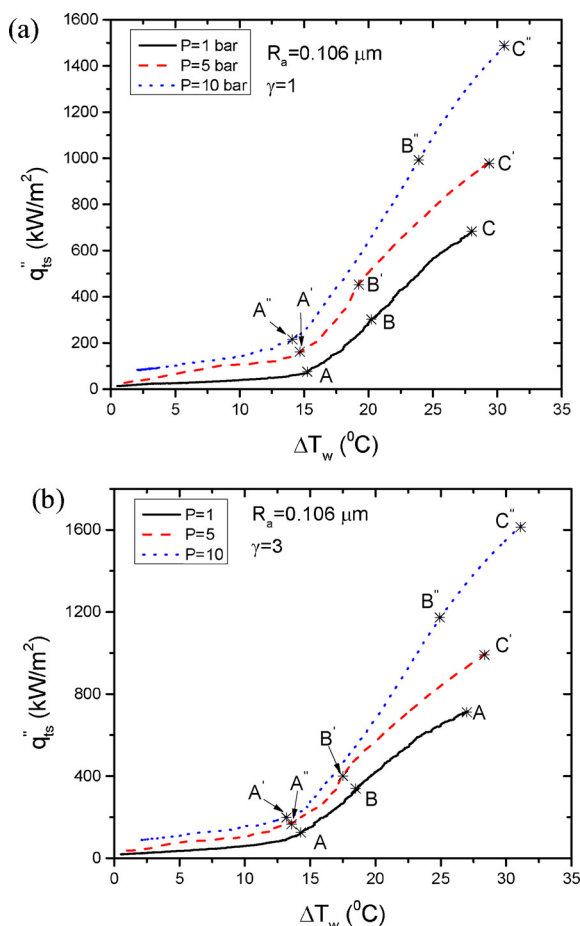 (a)
P=1 bar
P=5 bar
P=10 bar
Rₐ=0.106 μm
γ=1
1600
1400
1200
1000
800
600
400
200
0
q''ts (kW/m²)
A"
A'
A
B"
B'
B
C"
C'
C
0 5 10 15 20 25 30 35
ΔTw (⁰C)
(b)
P=1
P=5
P=10
Rₐ=0.106 μm
γ=3
1600
1200
800
400
0
q''ts (kW/m²)
A'
A"
A
B"
B'
B
C"
C'
A
0 5 10 15 20 25 30 35
ΔTw (⁰C)